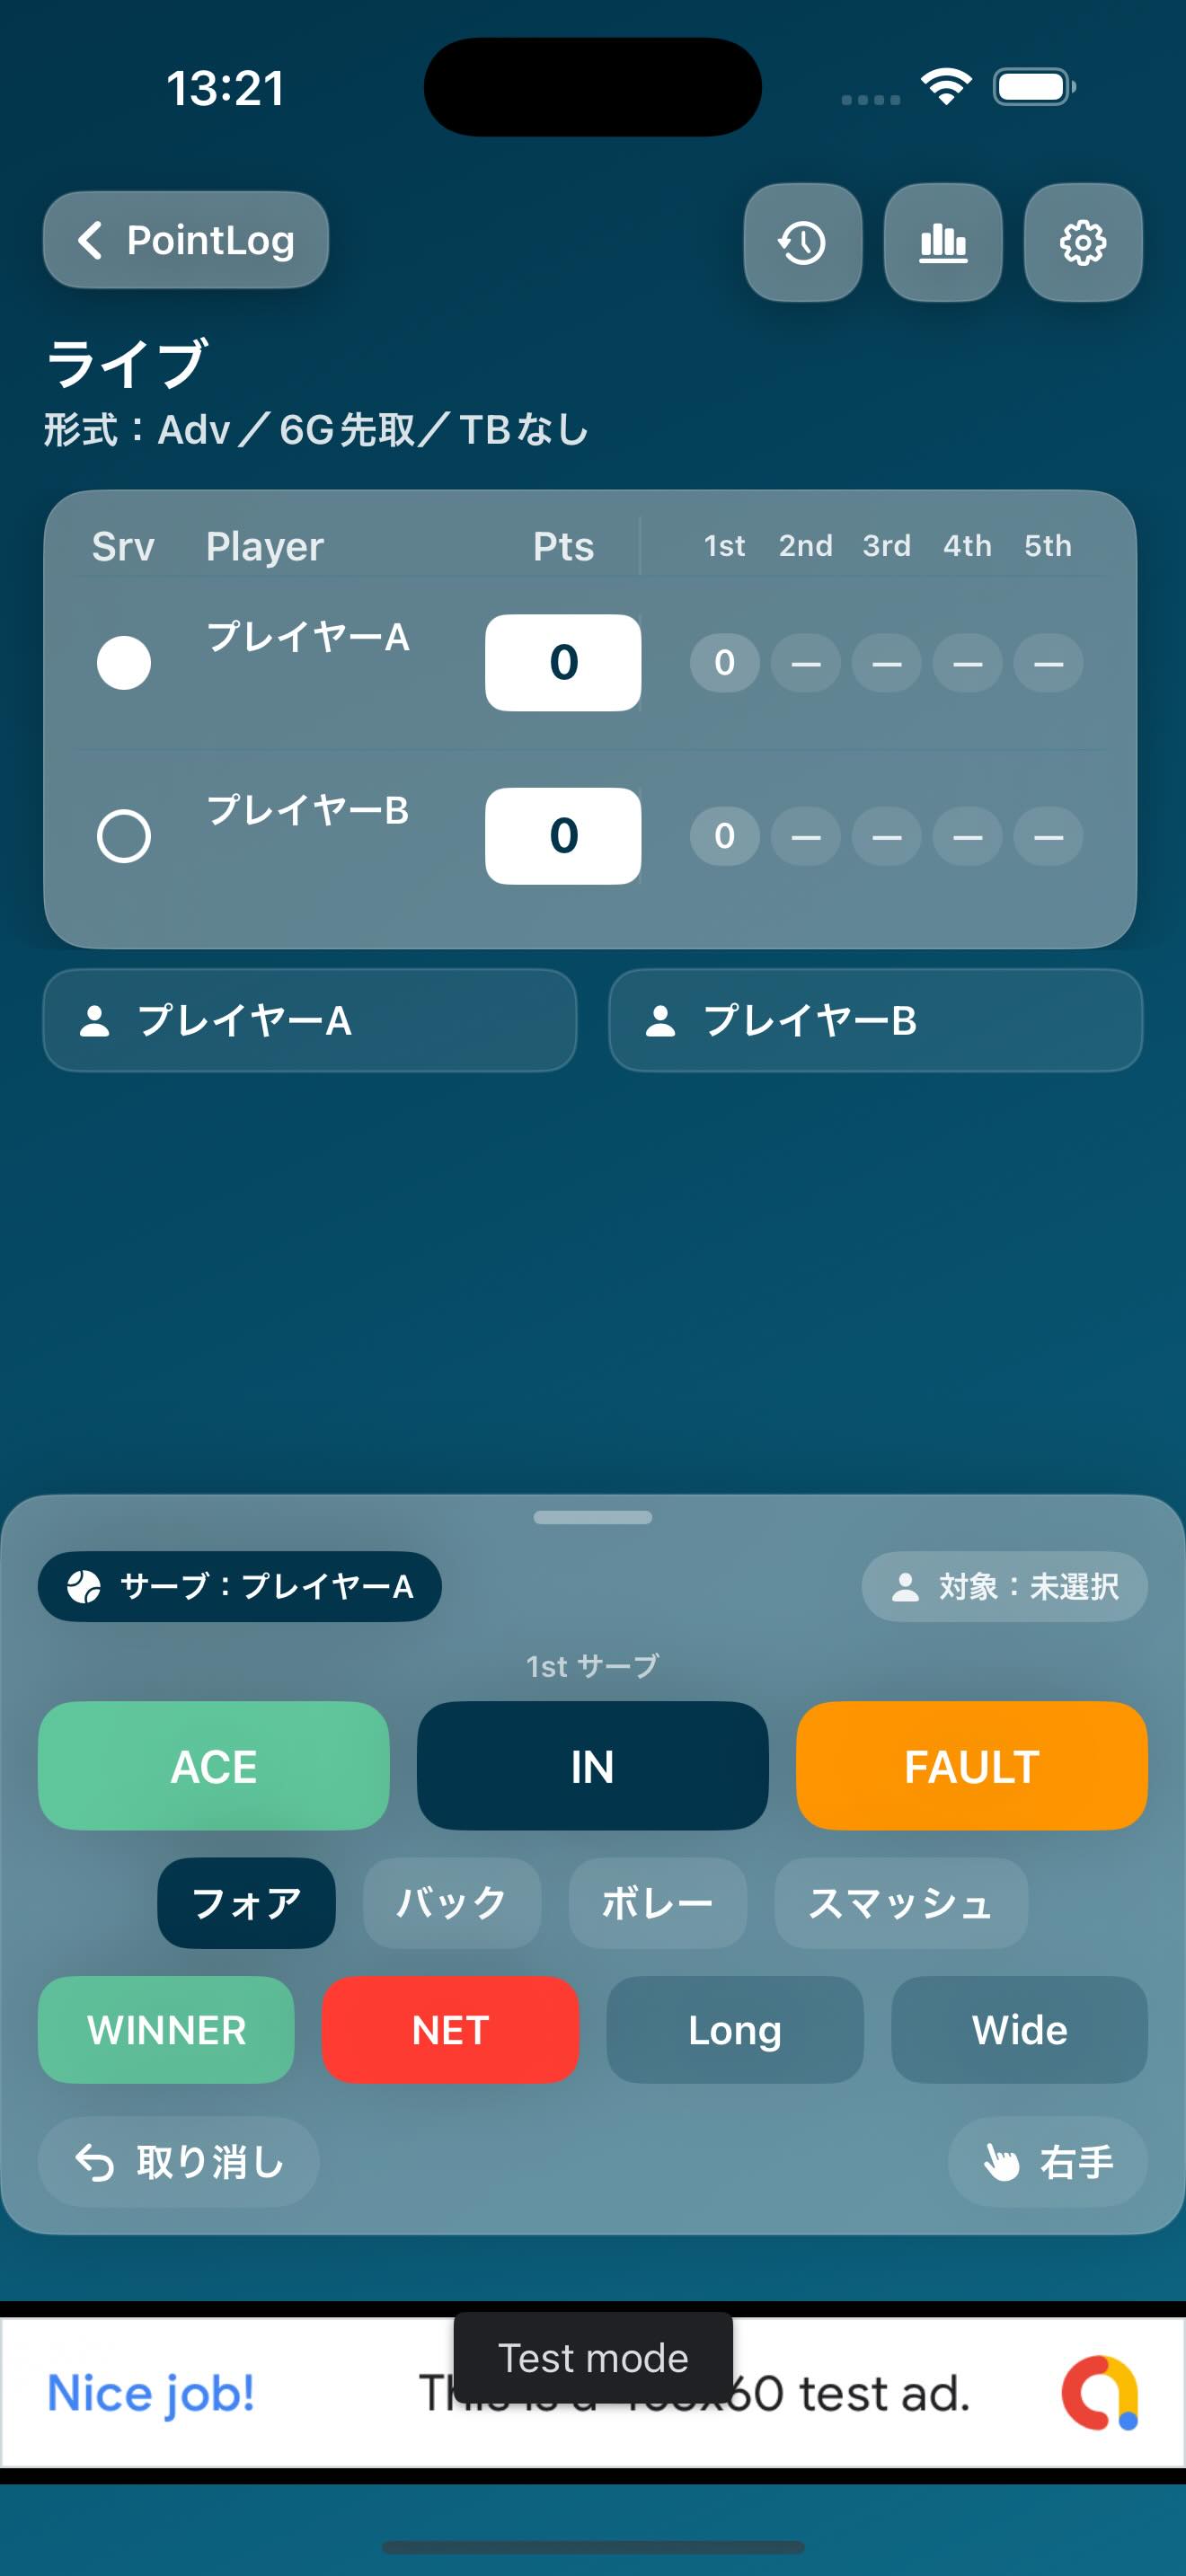 13:21
PointLog
ライブ
形式：Adv／6G先取／TBなし
Srv Player Pts 1st 2nd 3rd 4th 5th
プレイヤーA 0 0 — — — —
プレイヤーB 0 0 — — — —
プレイヤーA プレイヤーB
サーブ：プレイヤーA 対象：未選択
1st サーブ
ACE IN FAULT
フォア バック ボレー スマッシュ
WINNER NET Long Wide
取り消し 右手
Test mode
Nice job! test ad.